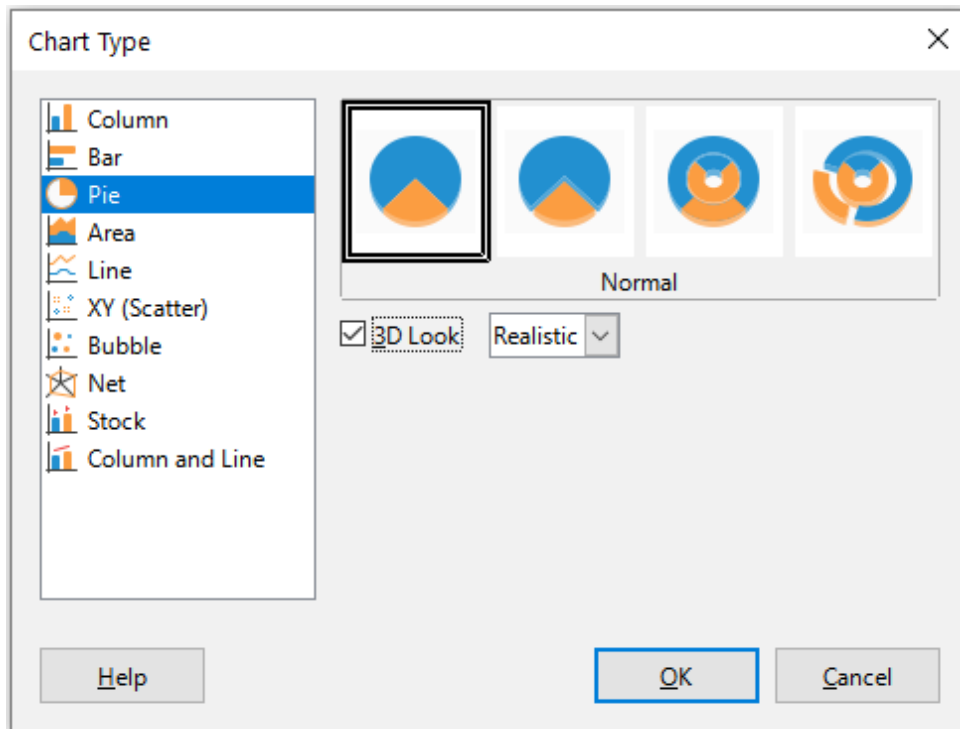 Chart Type
Column
Bar
Pie
Area
Line
XY (Scatter)
Bubble
Net
Stock
Column and Line
Normal
3D Look
Realistic
Help
OK
Cancel